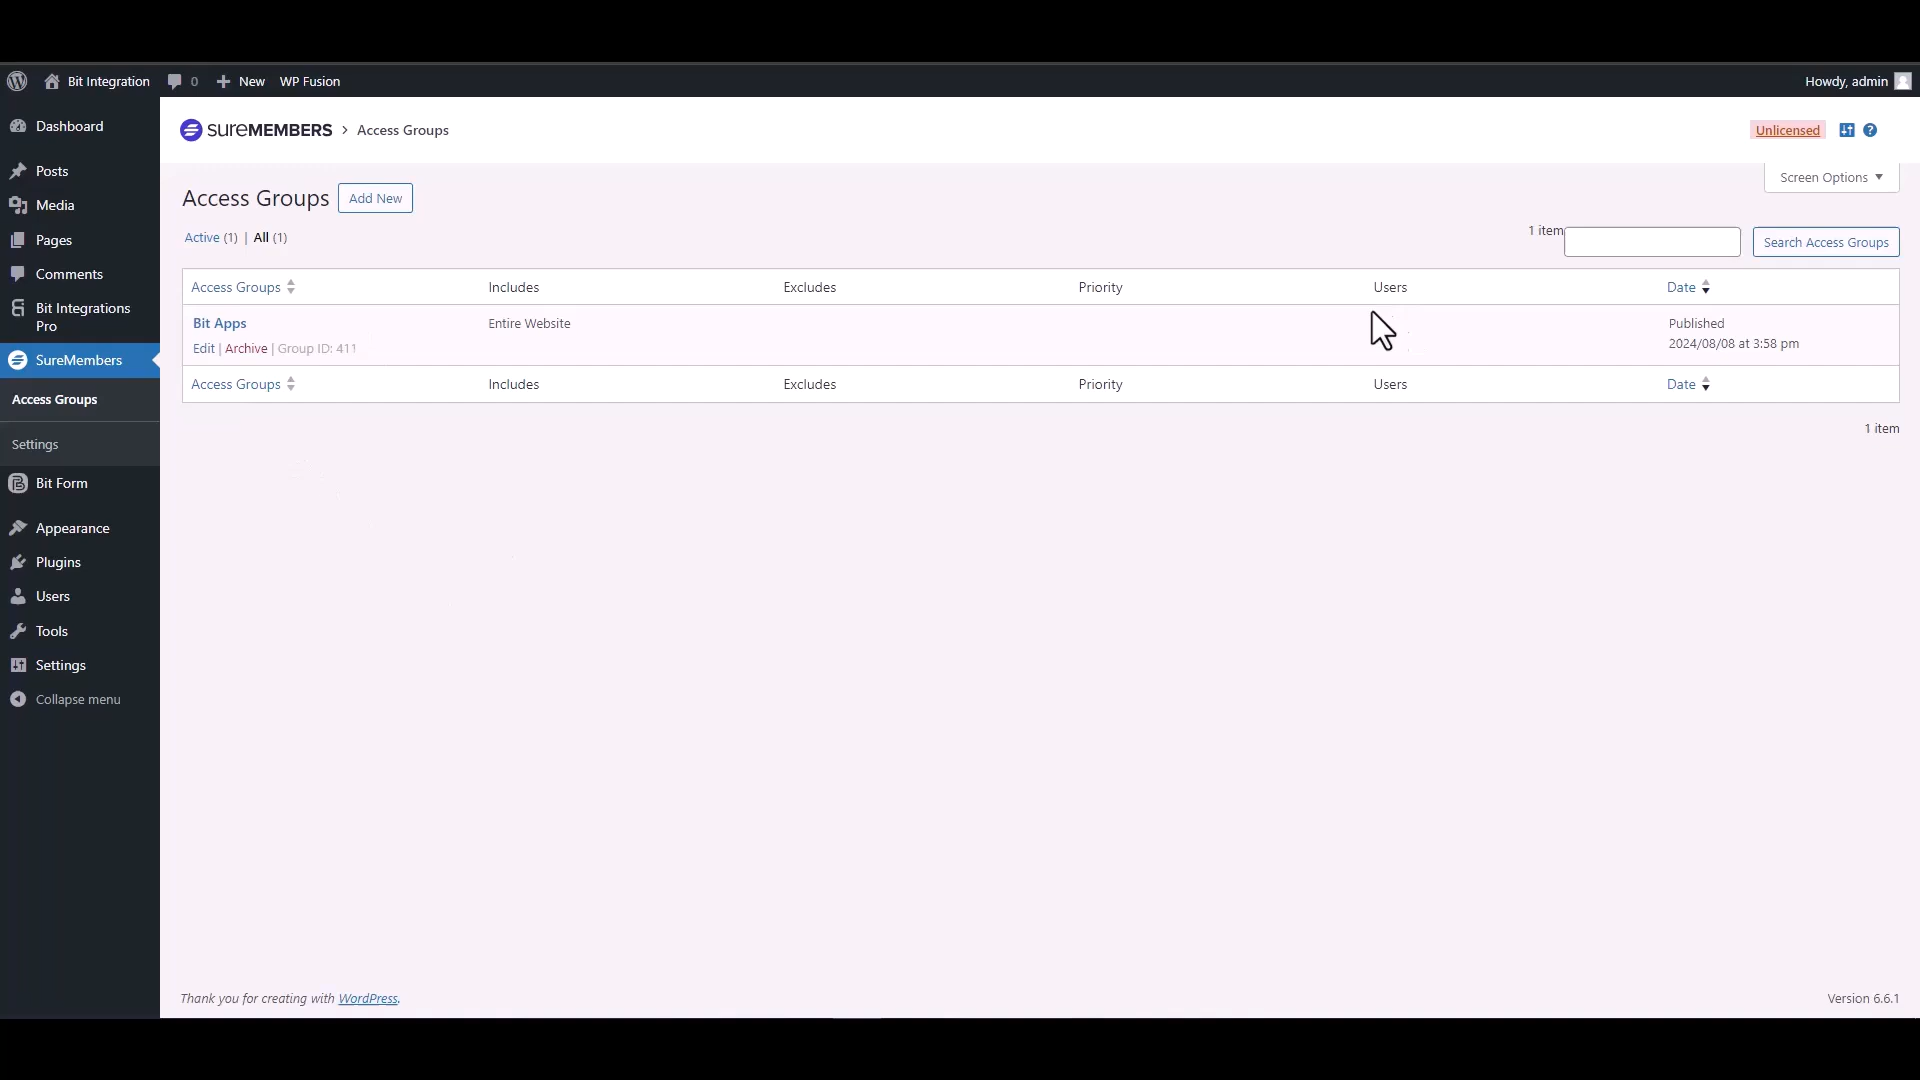 Bit Integration 0 New WP Fusion Howdy, admin
Dashboard
Posts
Media
Pages
Comments
Bit Integrations
Pro
SureMembers
Access Groups
Settings
Bit Form
Appearance
Plugins
Users
Tools
Settings
Collapse menu
SUREMEMBERS > Access Groups Unlicensed
Screen Options
Access Groups Add New
Active (1) | All (1)
1 item Search Access Groups
Access Groups Includes Excludes Priority Users Date
Bit Apps Entire Website Published
Edit | Archive | Group ID: 411 2024/08/08 at 3:58 pm
Access Groups Includes Excludes Priority Users Date
1 item
Thank you for creating with WordPress. Version 6.6.1